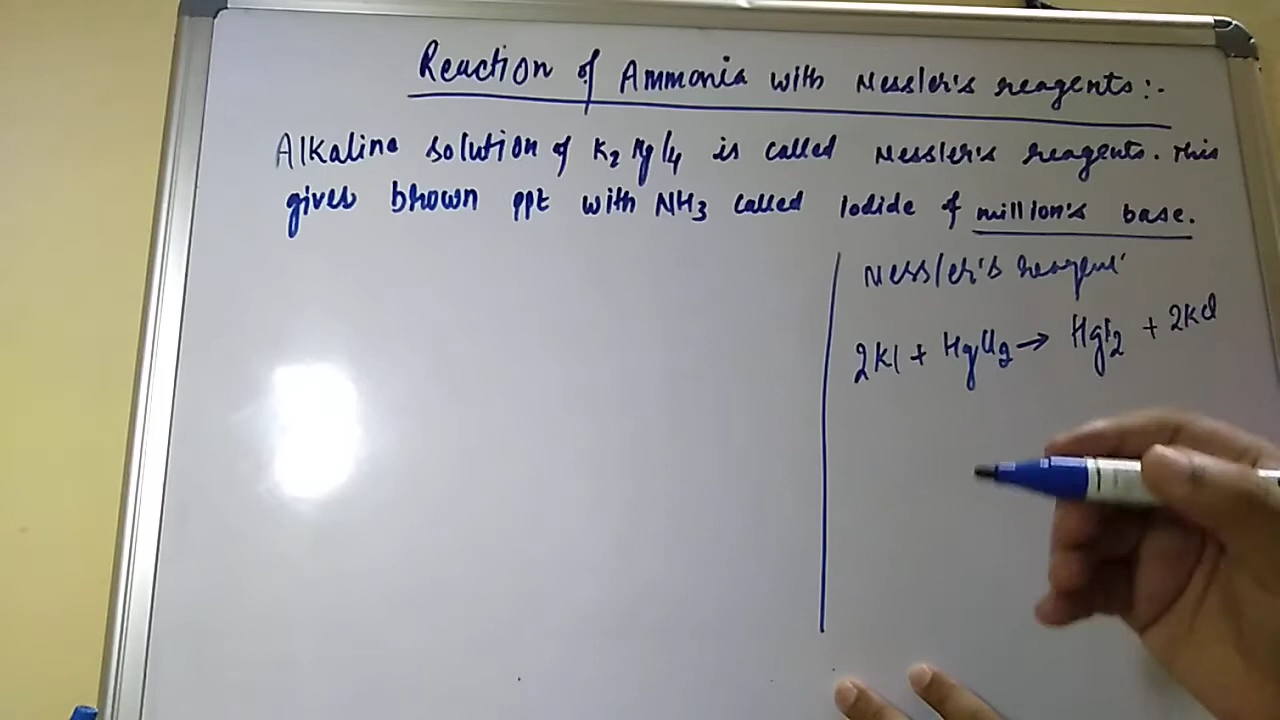 Reaction of Ammonia with Nessler's reagents:-
Alkaline solution of K2HgI4 is called Nessler's reagents. This
gives brown ppt with NH3 called Iodide of million's base.
Nessler's reagent
2KI + HgCl2 → HgI2 + 2KCl